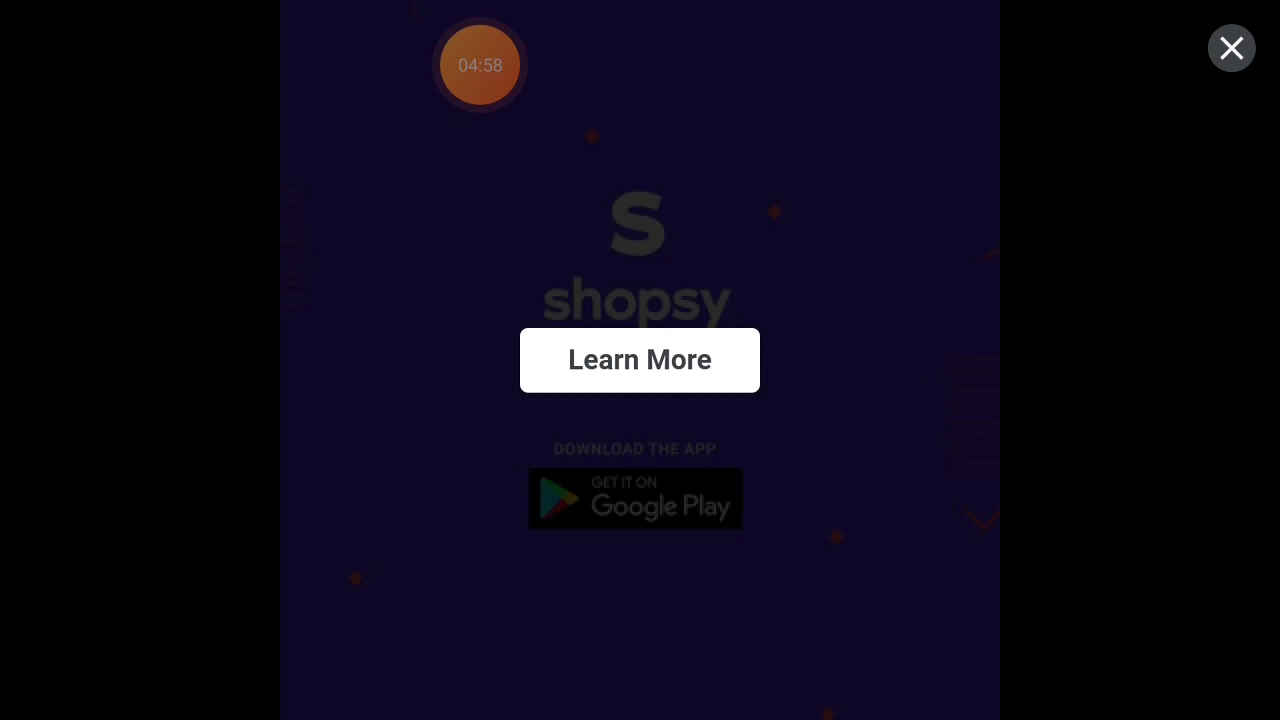 04:58
S
shopsy
Learn More
DOWNLOAD THE APP
GET IT ON
Google Play